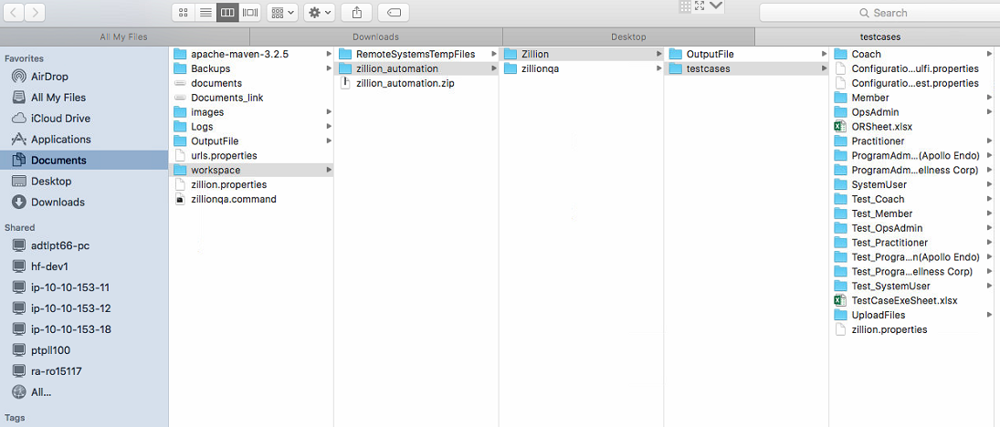 Search
All My Files
Downloads
Desktop
testcases
Favorites
AirDrop
All My Files
iCloud Drive
Applications
Documents
Desktop
Downloads
Shared
adtlpt66-pc
hf-dev1
ip-10-10-153-11
ip-10-10-153-12
ip-10-10-153-18
ptpll100
ra-ro15117
All...
Tags
apache-maven-3.2.5
Backups
documents
Documents_link
images
Logs
OutputFile
urls.properties
workspace
zillion.properties
zillionqa.command
RemoteSystemsTempFiles
zillion_automation
zillion_automation.zip
Zillion
zillionqa
OutputFile
testcases
Coach
Configuratio...ulfi.properties
Configuratio...est.properties
Member
OpsAdmin
ORSheet.xlsx
Practitioner
ProgramAdm...(Apollo Endo)
ProgramAdm...ellness Corp)
SystemUser
Test_Coach
Test_Member
Test_OpsAdmin
Test_Practitioner
Test_Progra...n(Apollo Endo)
Test_Progra...ellness Corp)
Test_SystemUser
TestCaseExeSheet.xlsx
UploadFiles
zillion.properties